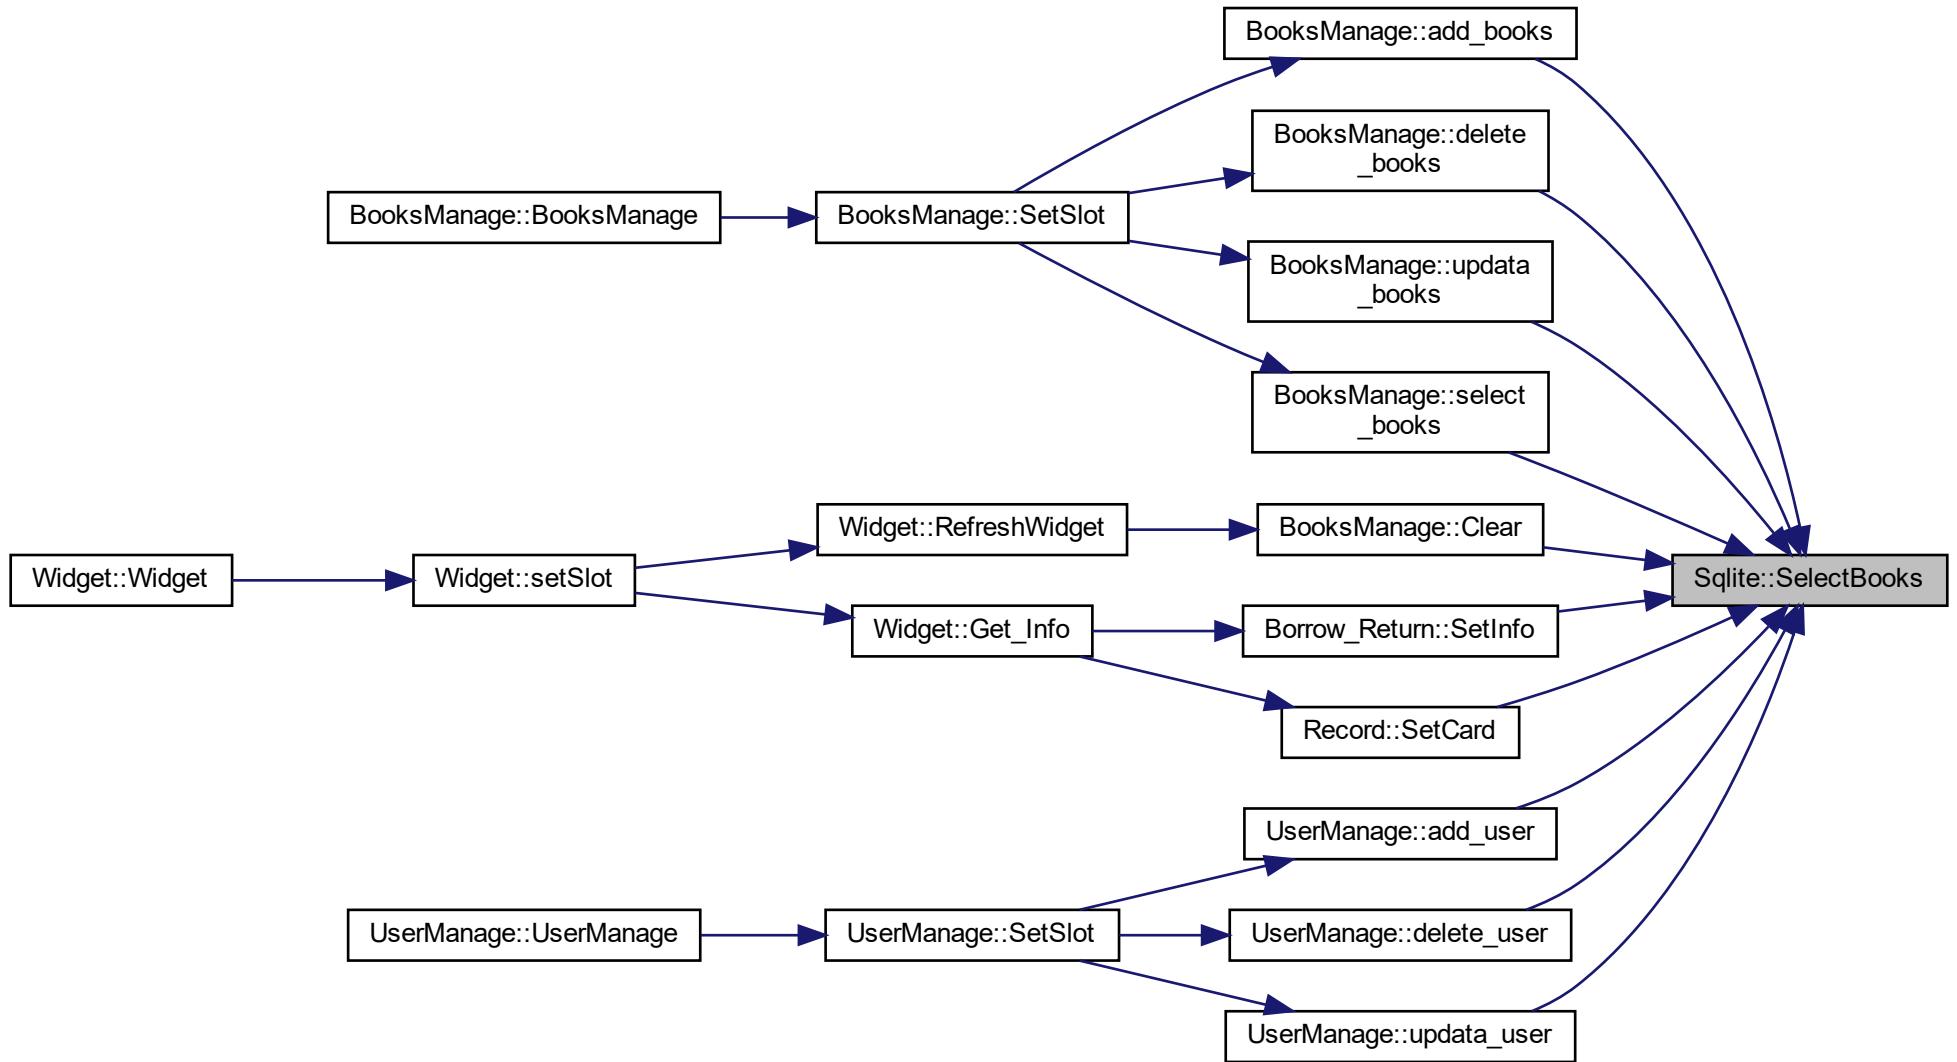 BooksManage::add_books
BooksManage::delete
_books
BooksManage::BooksManage
BooksManage::SetSlot
BooksManage::updata
_books
BooksManage::select
_books
Widget::RefreshWidget
BooksManage::Clear
Widget::Widget
Widget::setSlot
Sqlite::SelectBooks
Widget::Get_Info
Borrow_Return::SetInfo
Record::SetCard
UserManage::add_user
UserManage::UserManage
UserManage::SetSlot
UserManage::delete_user
UserManage::updata_user